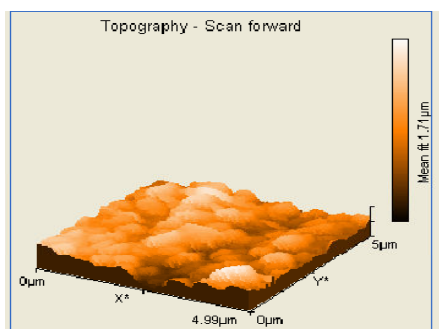 Topography - Scan forward
Mean fit 1.71µm
0µm
X*
4.99µm
0µm
Y*
5µm